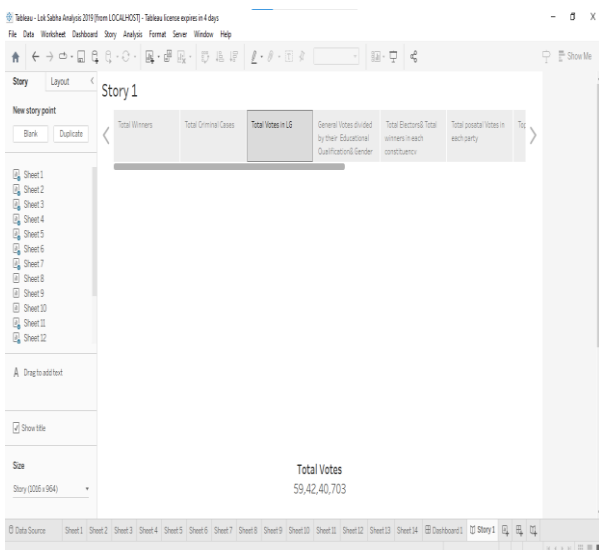 Tableau - Lok Sabha Analysis 2019 [from LOCALHOST] - Tableau license expires in 4 days
File Data Worksheet Dashboard Story Analysis Format Server Window Help
Show Me
Story Layout
New story point
Blank Duplicate
Sheet 1
Sheet 2
Sheet 3
Sheet 4
Sheet 5
Sheet 6
Sheet 7
Sheet 8
Sheet 9
Sheet 10
Sheet 11
Sheet 12
A Drag to add text
Show title
Size
Story (1016 x 964)
Story 1
Total Winners
Total Criminal Cases
Total Votes in LG
General Votes divided
by their Educational
Qualification& Gender
Total Electors& Total
winners in each
constituency
Total posatal Votes in
each party
Total Votes
59,42,40,703
Data Source Sheet 1 Sheet 2 Sheet 3 Sheet 4 Sheet 5 Sheet 6 Sheet 7 Sheet 8 Sheet 9 Sheet 10 Sheet 11 Sheet 12 Sheet 13 Sheet 14 Dashboard 1 Story 1